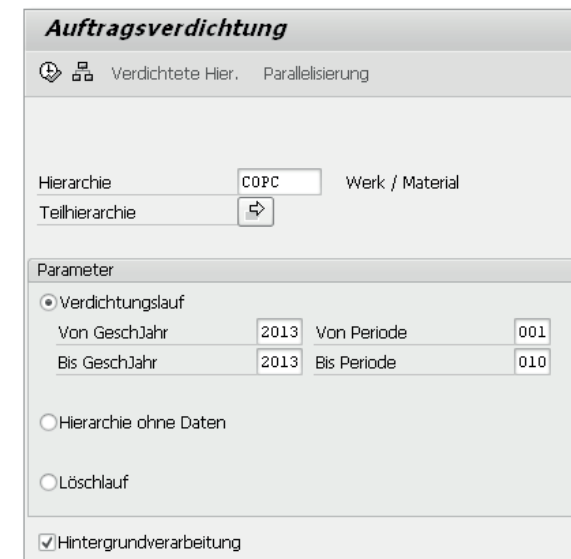 Auftragsverdichtung
Verdichtete Hier. Parallelisierung
Hierarchie COPC Werk / Material
Teilhierarchie
Parameter
Verdichtungslauf
Von GeschJahr 2013 Von Periode 001
Bis GeschJahr 2013 Bis Periode 010
Hierarchie ohne Daten
Löschlauf
Hintergrundverarbeitung